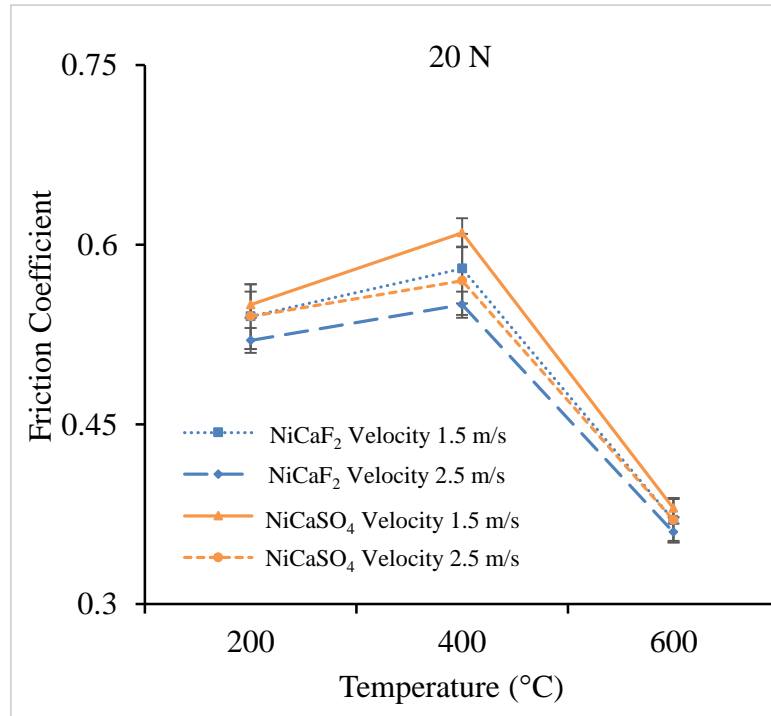 20 N
0.75
0.6
0.45
0.3
Friction Coefficient
NiCaF₂ Velocity 1.5 m/s
NiCaF₂ Velocity 2.5 m/s
NiCaSO₄ Velocity 1.5 m/s
NiCaSO₄ Velocity 2.5 m/s
200 400 600
Temperature (°C)